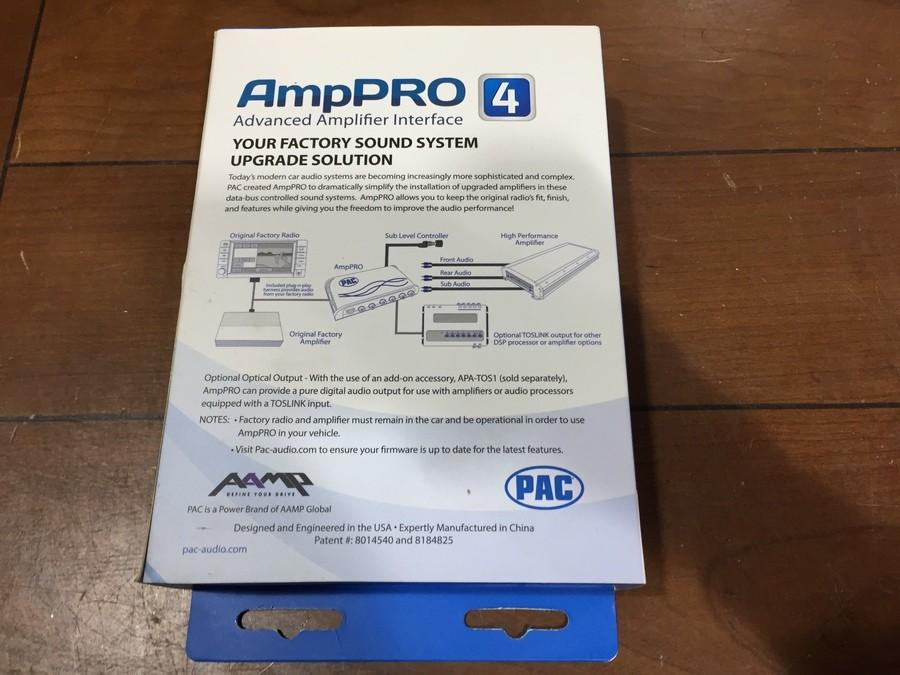 AmpPRO 4
Advanced Amplifier Interface
YOUR FACTORY SOUND SYSTEM
UPGRADE SOLUTION
Today's modern car audio systems are becoming increasingly more sophisticated and complex.
PAC created AmpPRO to dramatically simplify the installation of upgraded amplifiers in these
data-bus controlled sound systems. AmpPRO allows you to keep the original radio's fit, finish,
and features while giving you the freedom to improve the audio performance!
Original Factory Radio
Sub Level Controller
High Performance
Amplifier
Front Audio
Rear Audio
Sub Audio
AmpPRO
PAC
Included plug-n-play
harness provides audio
from your factory radio
Original Factory
Amplifier
Optional TOSLINK output for other
DSP processor or amplifier options
Optional Optical Output - With the use of an add-on accessory, APA-TOS1 (sold separately),
AmpPRO can provide a pure digital audio output for use with amplifiers or audio processors
equipped with a TOSLINK input.
NOTES: • Factory radio and amplifier must remain in the car and be operational in order to use
AmpPRO in your vehicle.
• Visit Pac-audio.com to ensure your firmware is up to date for the latest features.
AAMP
DEFINE YOUR DRIVE
PAC is a Power Brand of AAMP Global
PAC
Designed and Engineered in the USA • Expertly Manufactured in China
Patent #: 8014540 and 8184825
pac-audio.com